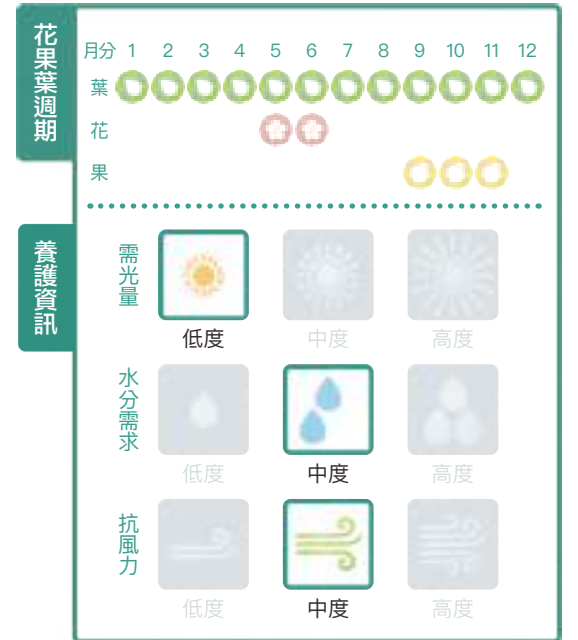 花果葉週期
月分 1 2 3 4 5 6 7 8 9 10 11 12
葉
花
果
養護資訊
需光量
低度 中度 高度
水分需求
低度 中度 高度
抗風力
低度 中度 高度